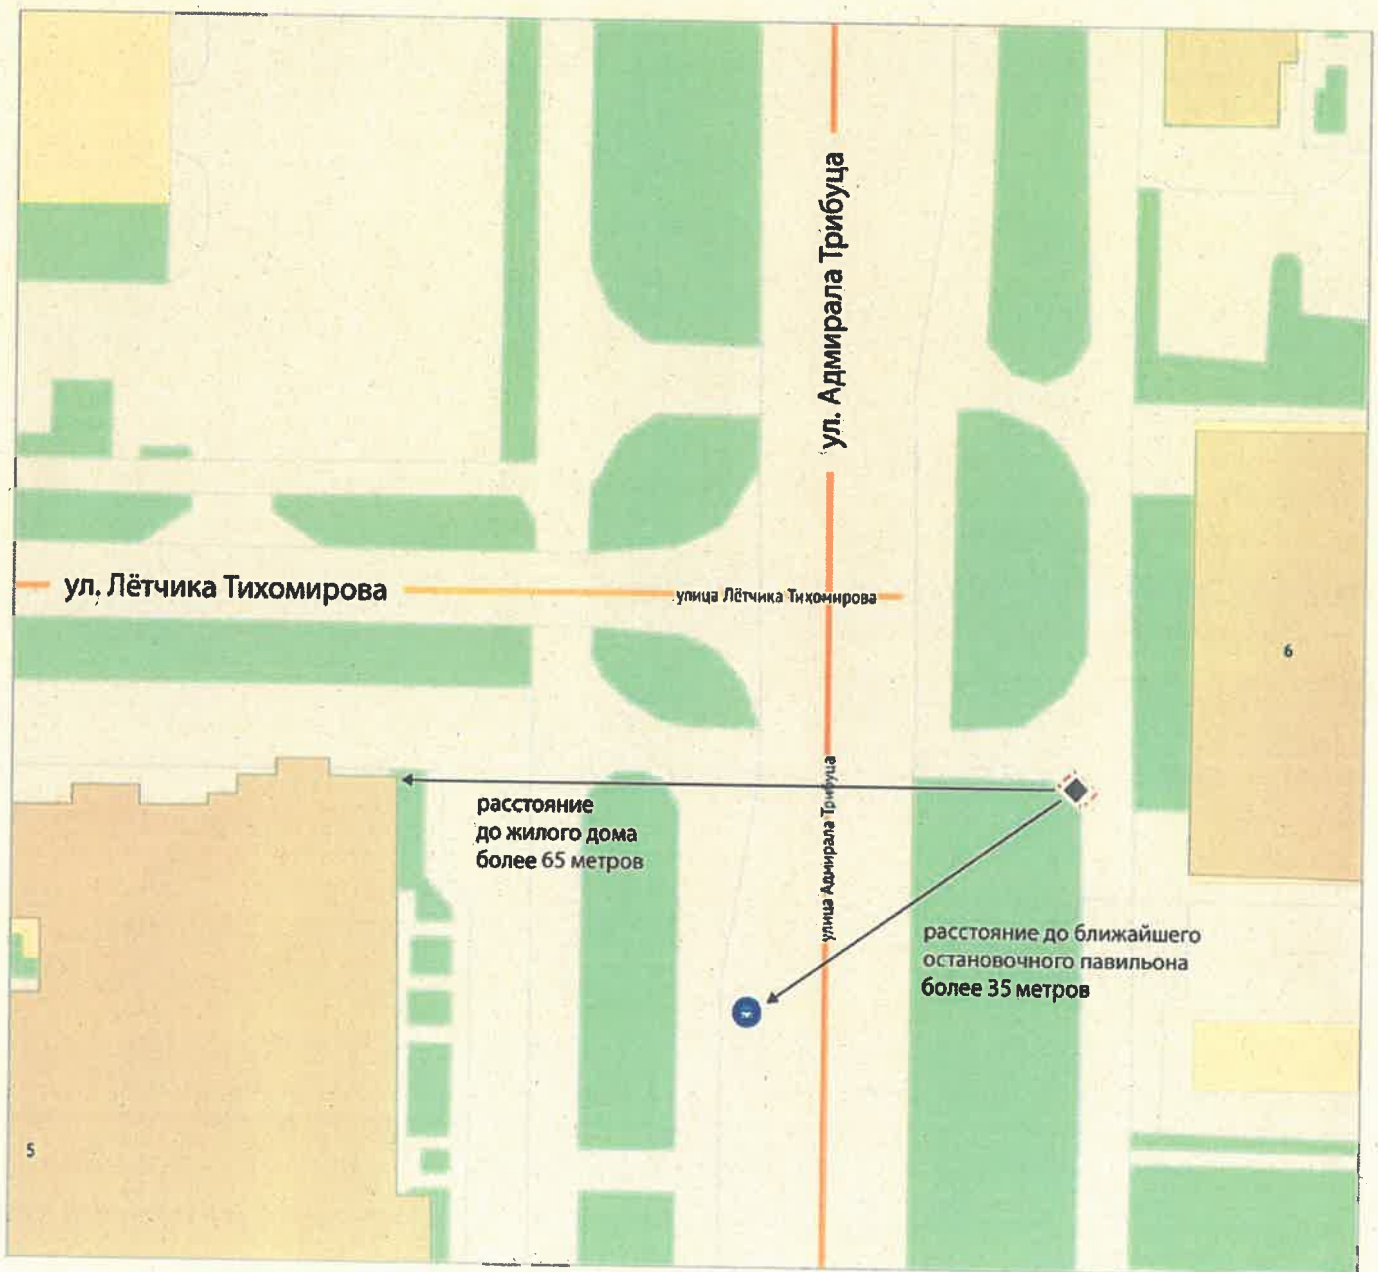 ул. Адмирала Трибуца
ул. Лётчика Тихомирова
улица Лётчика Тихомирова
6
улица Адмирала Трибуца
расстояние
до жилого дома
более 65 метров
расстояние до ближайшего
остановочного павильона
более 35 метров
5